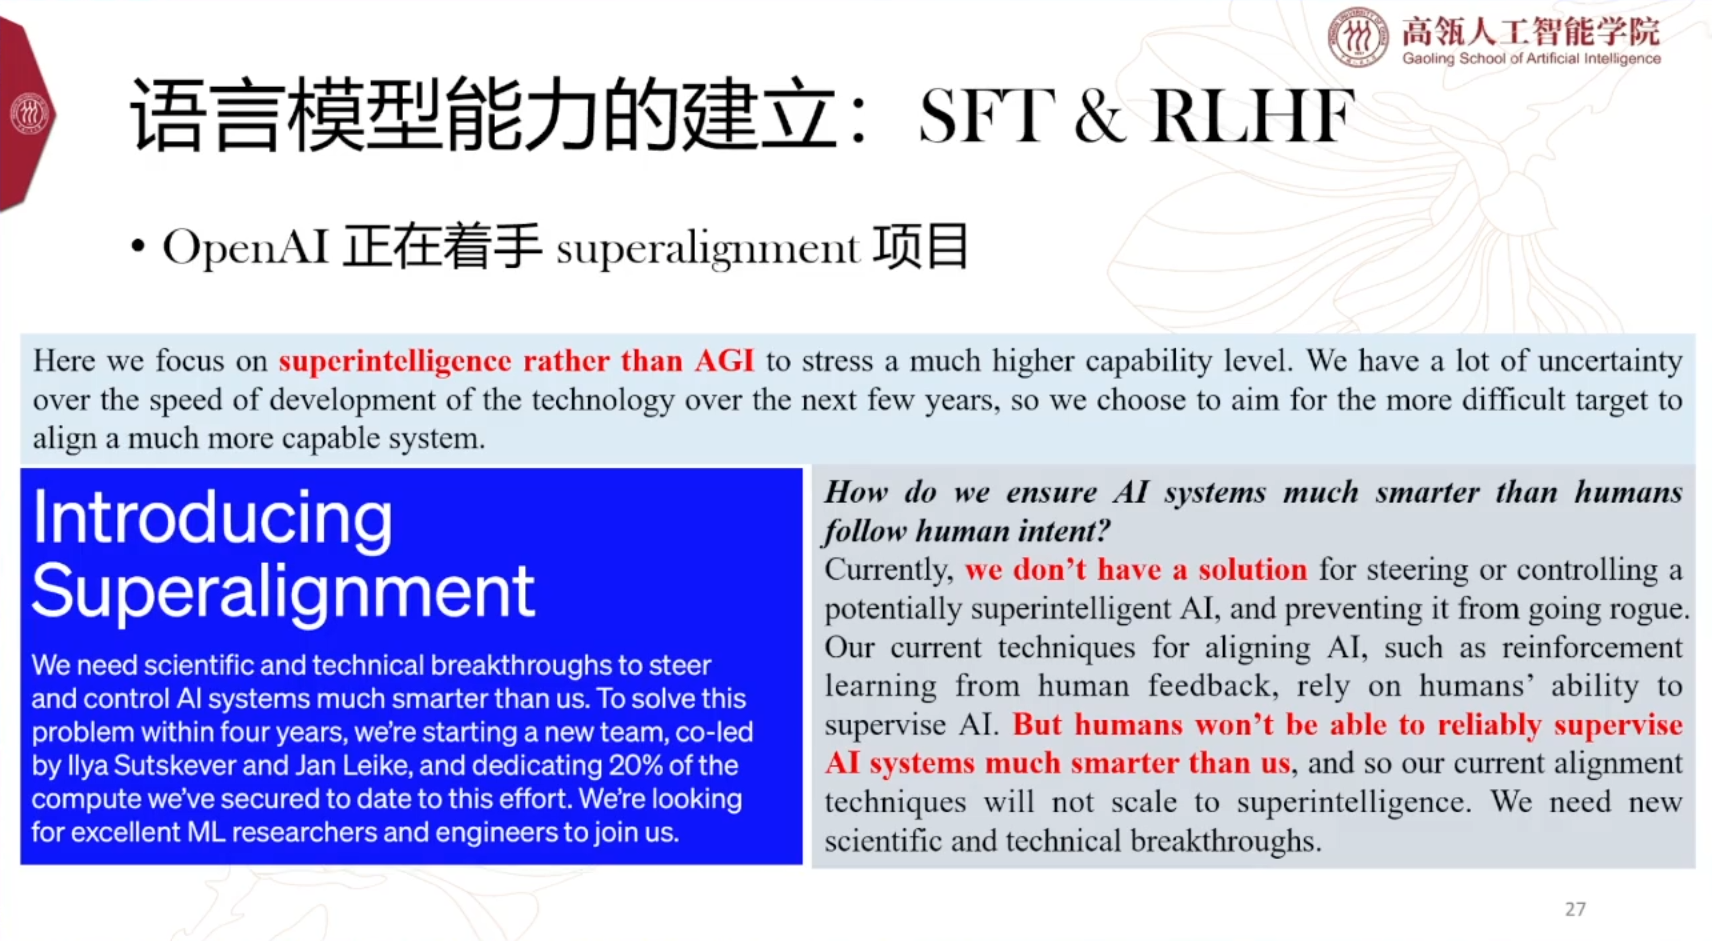 高瓴人工智能学院
Gaoling School of Artificial Intelligence
语言模型能力的建立：SFT & RLHF
• OpenAI 正在着手 superalignment 项目
Here we focus on superintelligence rather than AGI to stress a much higher capability level. We have a lot of uncertainty
over the speed of development of the technology over the next few years, so we choose to aim for the more difficult target to
align a much more capable system.
Introducing
Superalignment
We need scientific and technical breakthroughs to steer
and control AI systems much smarter than us. To solve this
problem within four years, we’re starting a new team, co-led
by Ilya Sutskever and Jan Leike, and dedicating 20% of the
compute we’ve secured to date to this effort. We’re looking
for excellent ML researchers and engineers to join us.
How do we ensure AI systems much smarter than humans
follow human intent?
Currently, we don’t have a solution for steering or controlling a
potentially superintelligent AI, and preventing it from going rogue.
Our current techniques for aligning AI, such as reinforcement
learning from human feedback, rely on humans’ ability to
supervise AI. But humans won’t be able to reliably supervise
AI systems much smarter than us, and so our current alignment
techniques will not scale to superintelligence. We need new
scientific and technical breakthroughs.
27